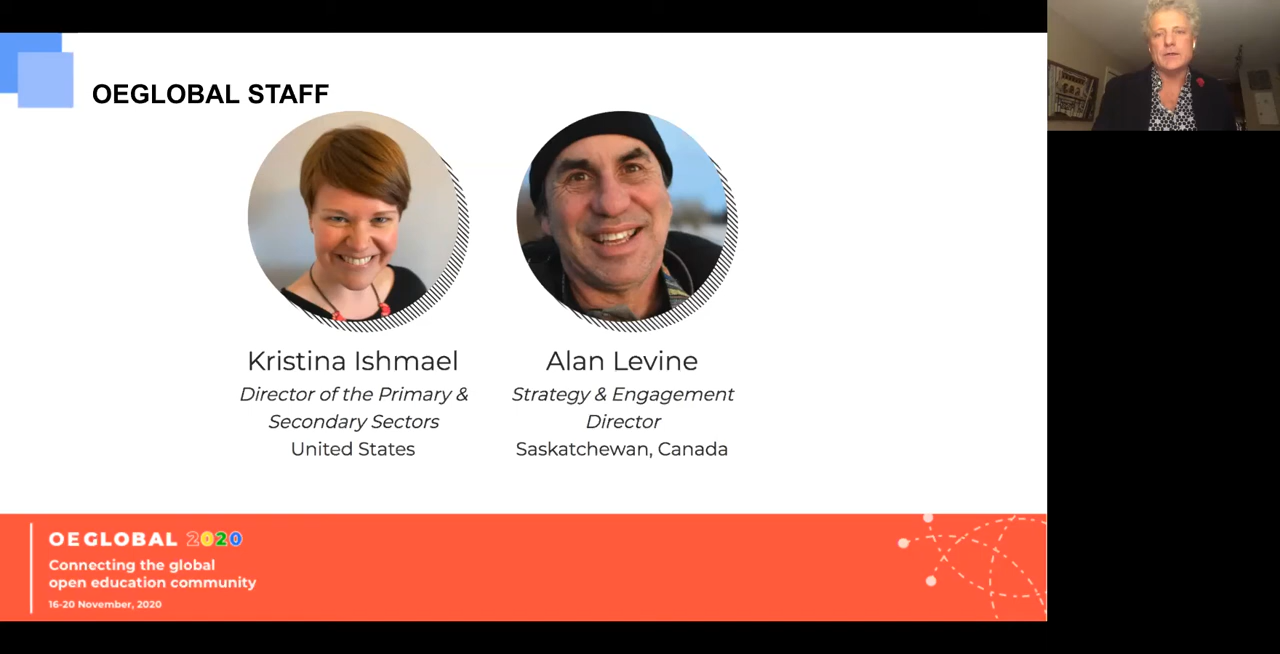 OEGLOBAL STAFF
Kristina Ishmael
Director of the Primary &
Secondary Sectors
United States
Alan Levine
Strategy & Engagement
Director
Saskatchewan, Canada
OEGLOBAL 2020
Connecting the global
open education community
16-20 November, 2020